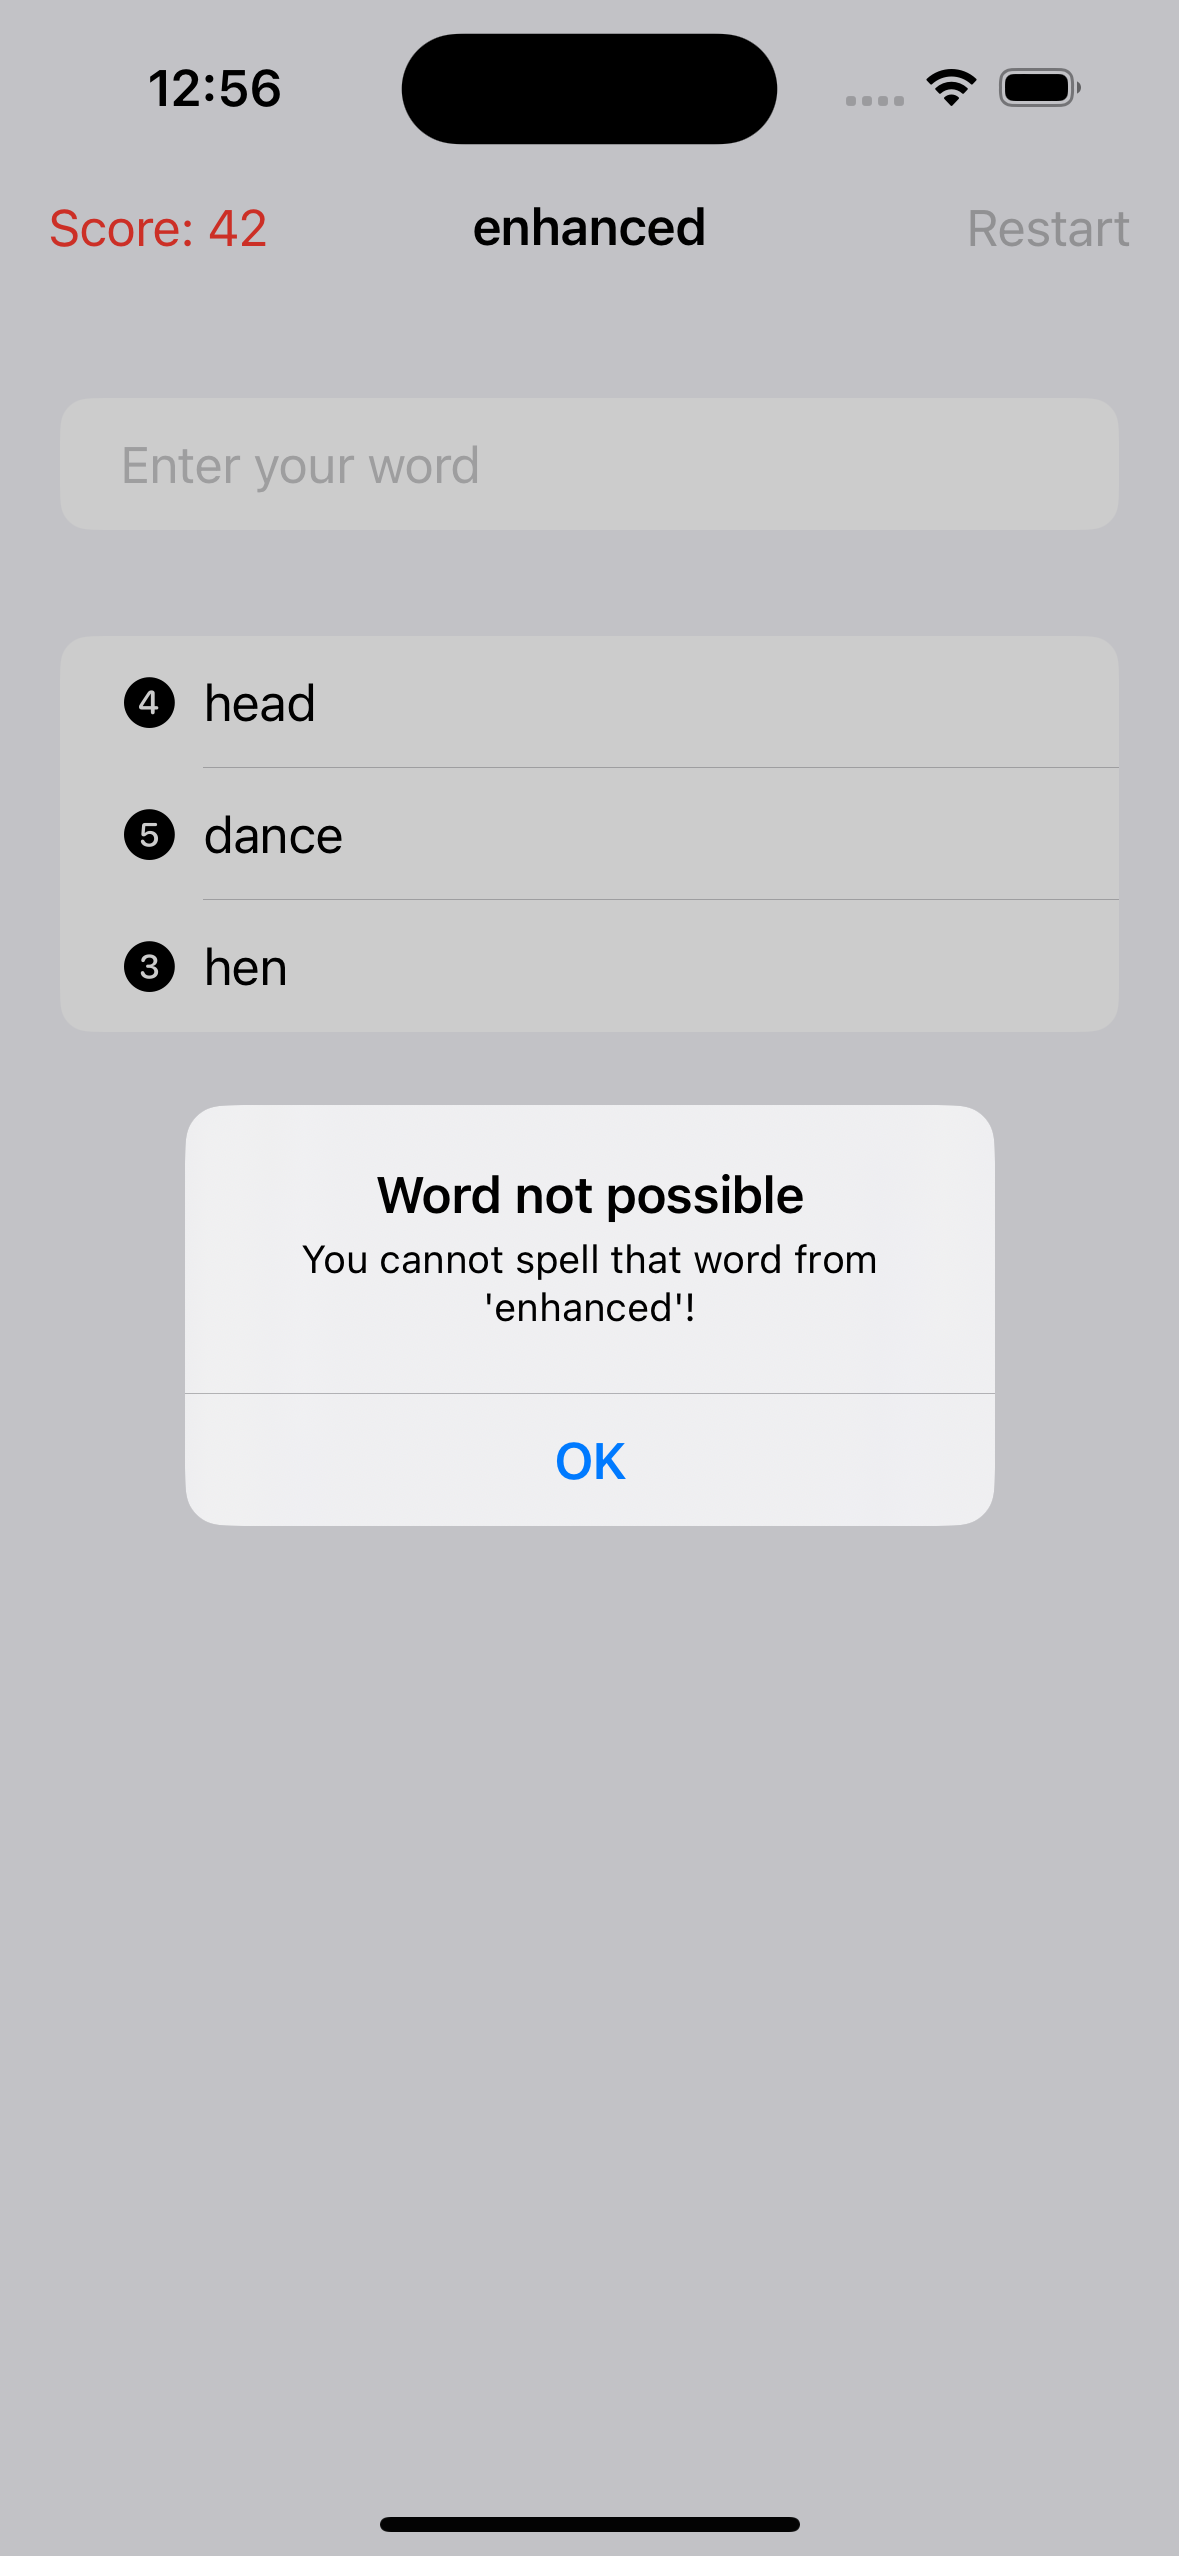 12:56
Score: 42
enhanced
Restart
Enter your word
4 head
5 dance
3 hen
Word not possible
You cannot spell that word from
'enhanced'!
OK